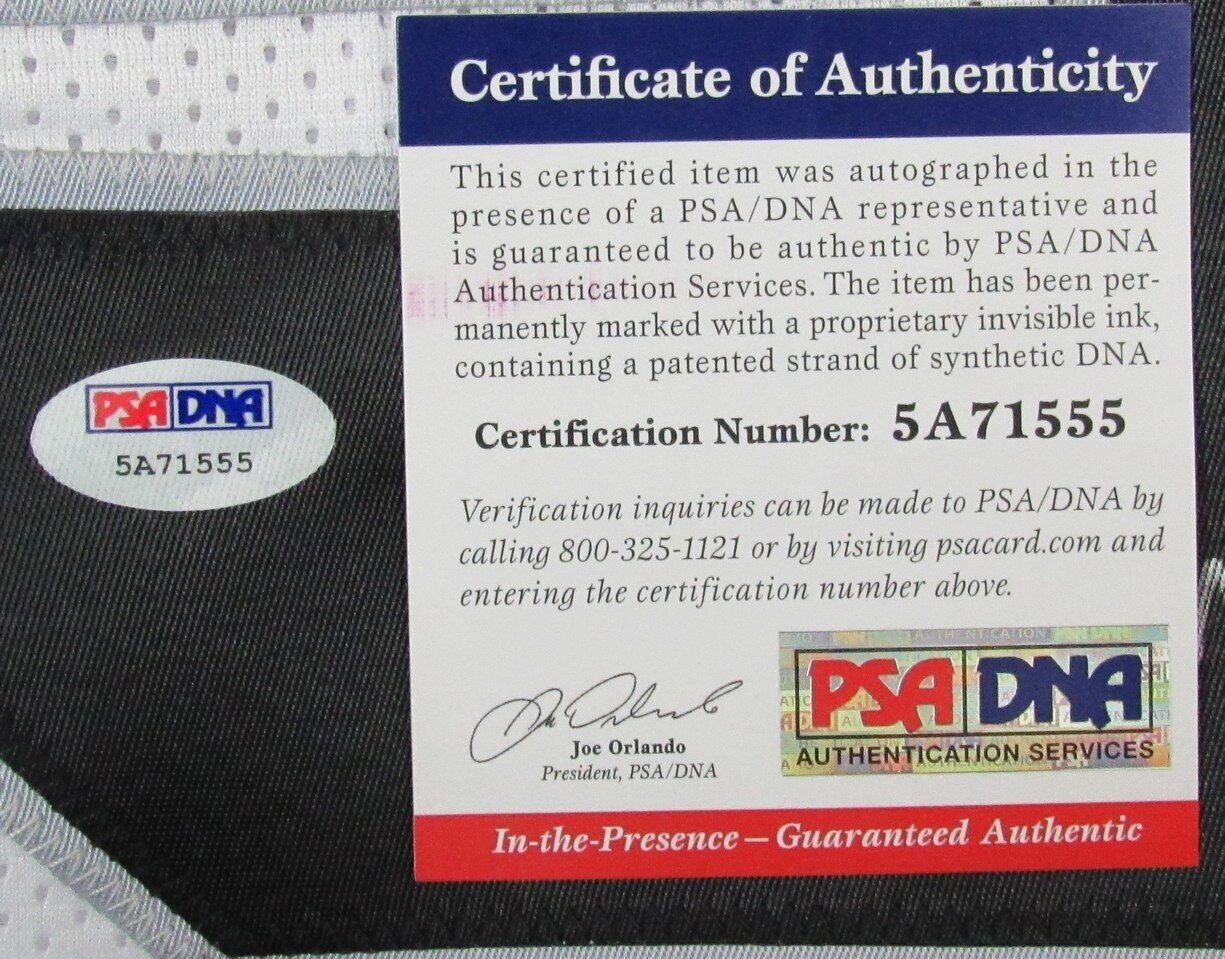 Certificate of Authenticity
This certified item was autographed in the
presence of a PSA/DNA representative and
is guaranteed to be authentic by PSA/DNA
Authentication Services. The item has been per-
manently marked with a proprietary invisible ink,
containing a patented strand of synthetic DNA.
Certification Number: 5A71555
Verification inquiries can be made to PSA/DNA by
calling 800-325-1121 or by visiting psacard.com and
entering the certification number above.
Joe Orlando
President, PSA/DNA
PSA DNA
AUTHENTICATION SERVICES
In-the-Presence – Guaranteed Authentic
PSA DNA
5A71555